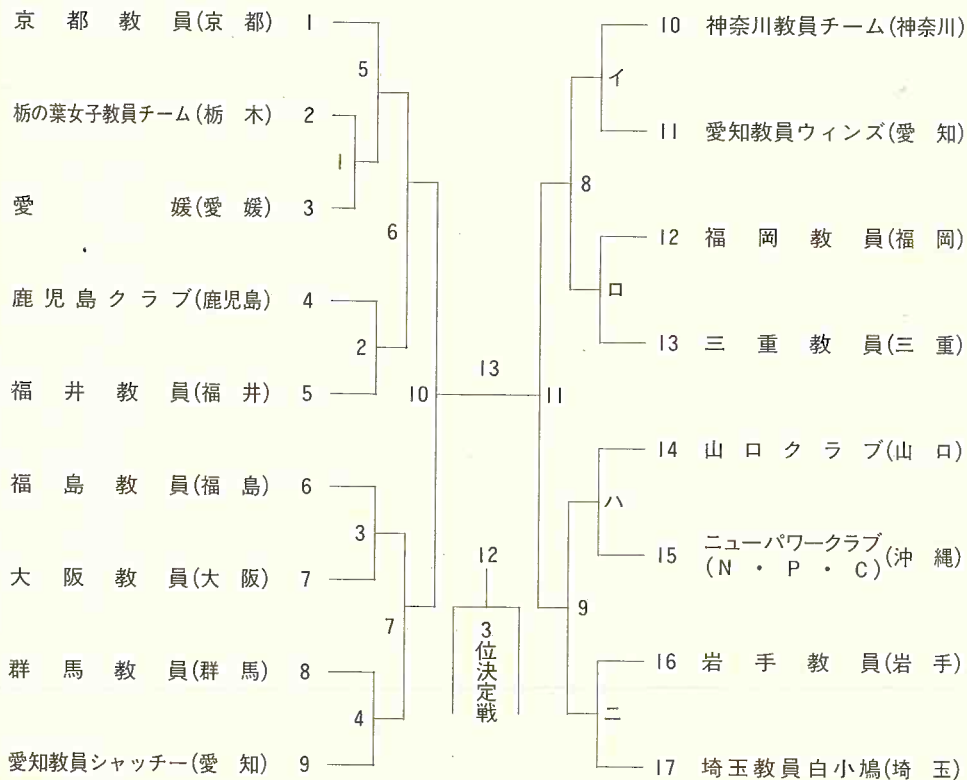 京都教員(京都) 1
5
栃の葉女子教員チーム(栃木) 2
1
愛媛(愛媛) 3
6
鹿児島クラブ(鹿児島) 4
2
福井教員(福井) 5
10
福島教員(福島) 6
3
大阪教員(大阪) 7
7
群馬教員(群馬) 8
4
愛知教員シャッチー(愛知) 9
13
12
3位決定戦
10 神奈川教員チーム(神奈川)
イ
11 愛知教員ウィンズ(愛知)
8
12 福岡教員(福岡)
ロ
13 三重教員(三重)
11
14 山口クラブ(山口)
ハ
15 ニューパワークラブ(沖縄)
(N・P・C)
9
16 岩手教員(岩手)
ニ
17 埼玉教員白小鳩(埼玉)